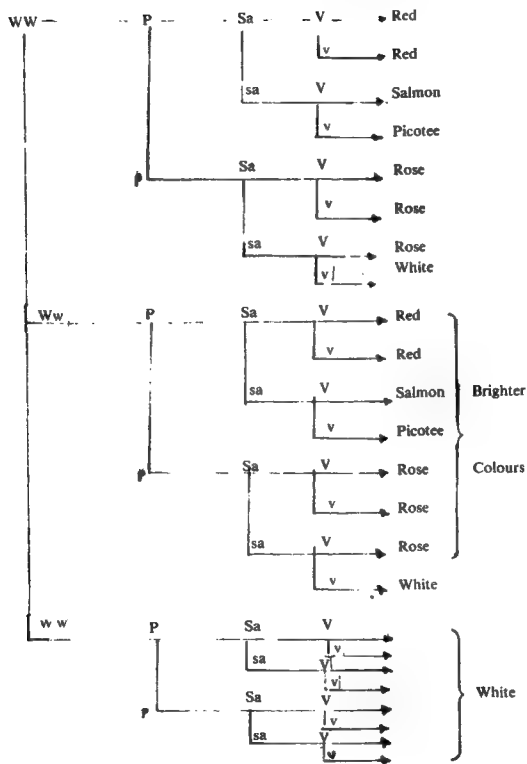 WW P Sa V Red
v Red
sa V Salmon
v Picotee
p Sa V Rose
v Rose
sa V Rose
v White
Ww P Sa V Red
v Red
sa V Salmon Brighter
v Picotee
p Sa V Rose Colours
v Rose
sa V Rose
v White
w w P Sa V
v
sa V
v White
p Sa V
v
sa V
v